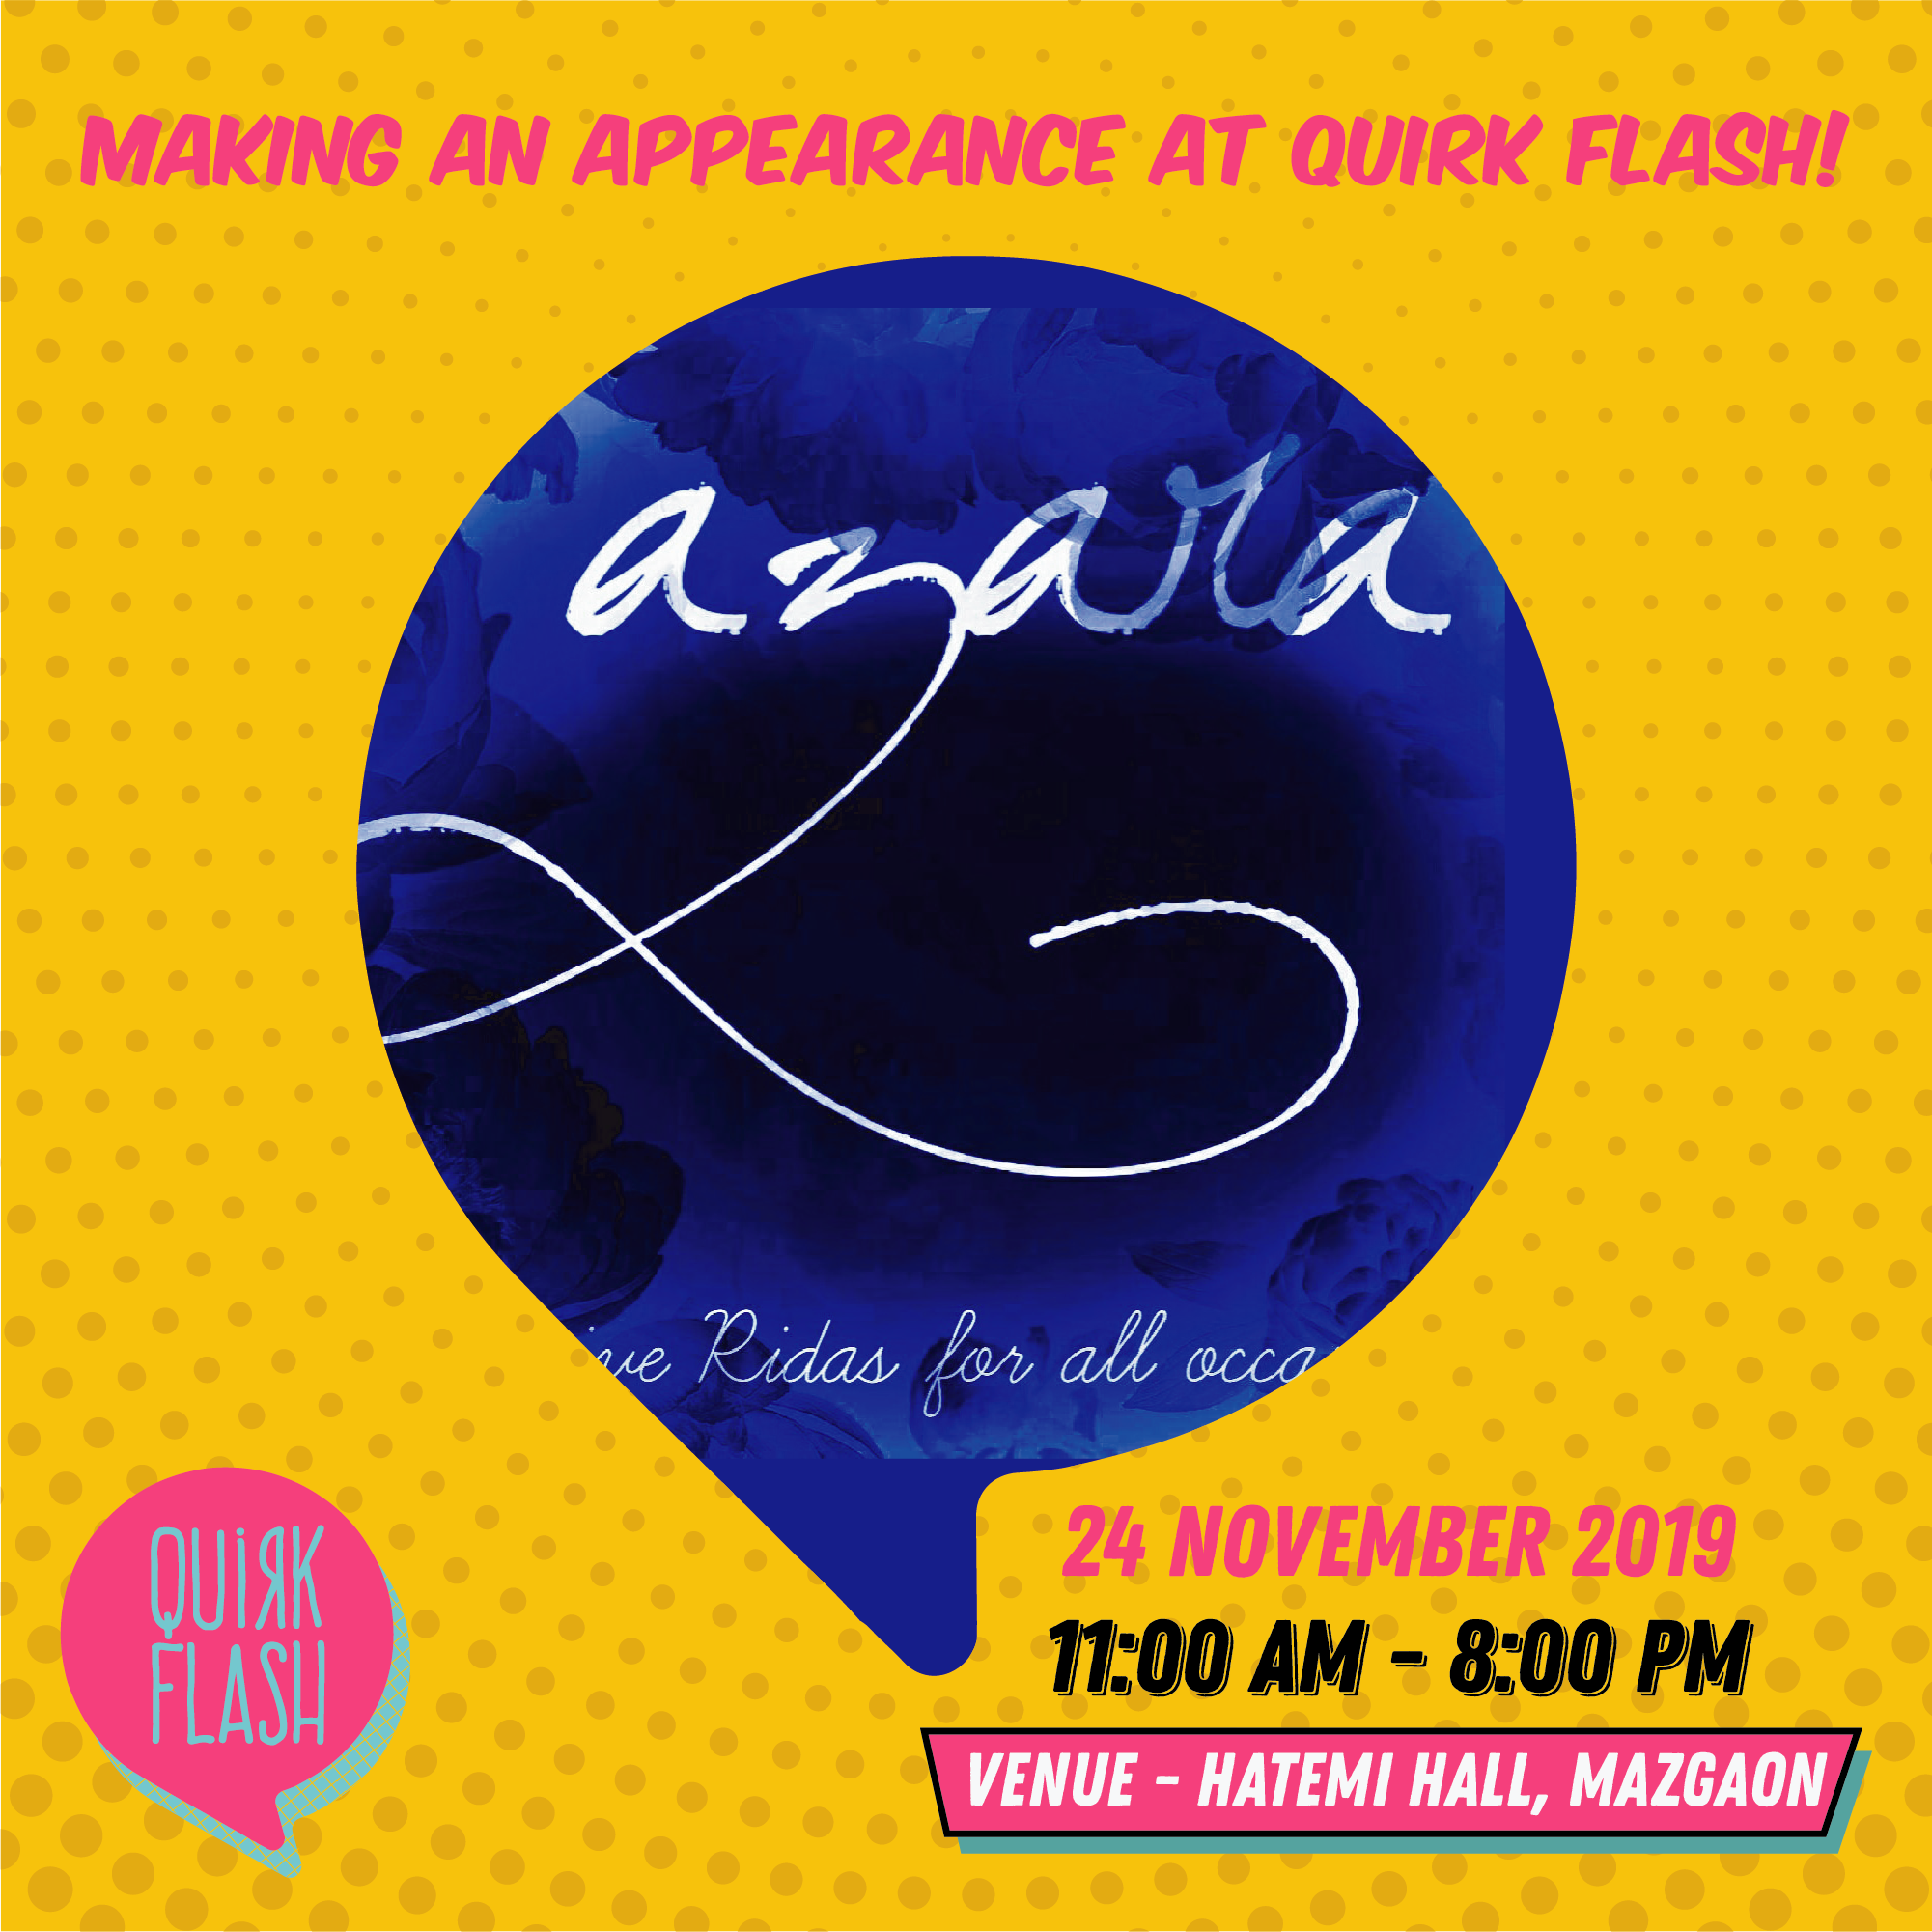 MAKING AN APPEARANCE AT QUIRK FLASH!
azara
Ridas for all
QUIRK
FLASH
24 NOVEMBER 2019
11:00 AM - 8:00 PM
VENUE - HATEMI HALL, MAZGAON